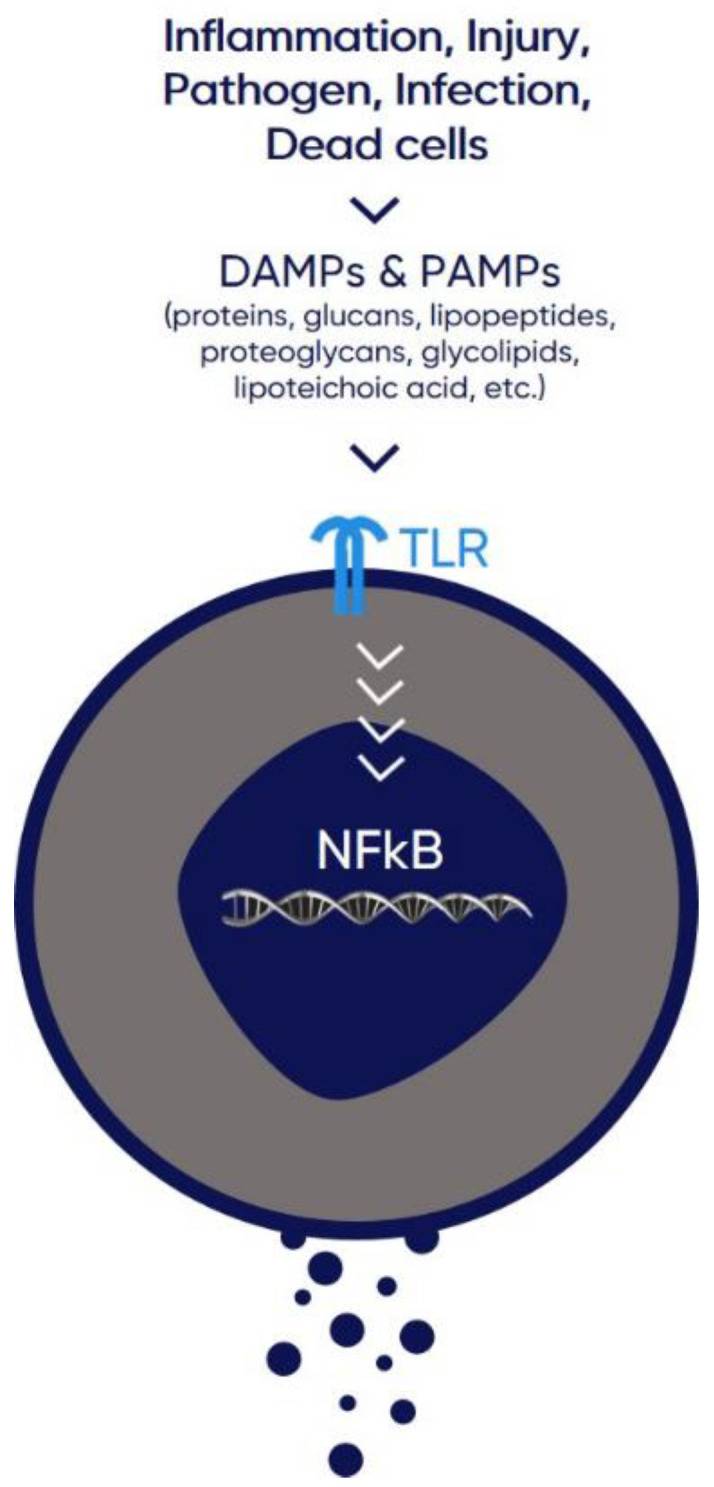 Inflammation, Injury,
Pathogen, Infection,
Dead cells
DAMPs & PAMPs
(proteins, glucans, lipopeptides,
proteoglycans, glycolipids,
lipoteichoic acid, etc.)
TLR
NFkB